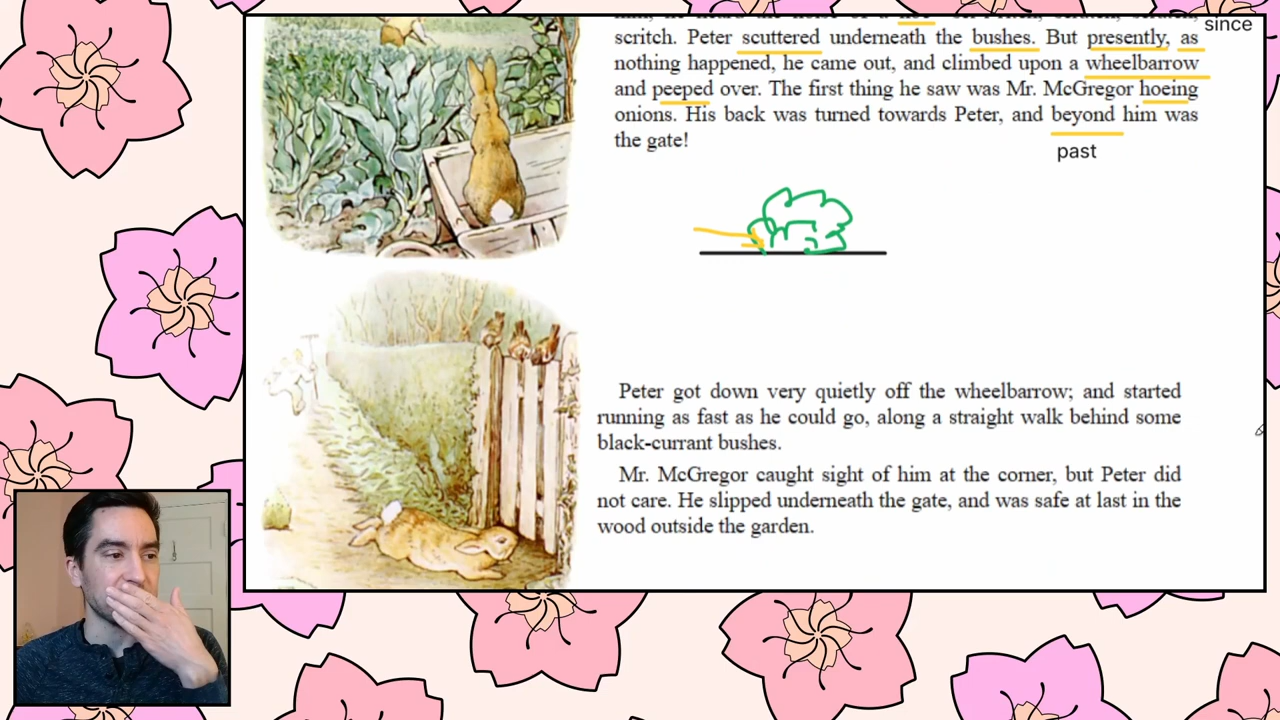 since
scritch. Peter scuttered underneath the bushes. But presently, as
nothing happened, he came out, and climbed upon a wheelbarrow
and peeped over. The first thing he saw was Mr. McGregor hoeing
onions. His back was turned towards Peter, and beyond him was
the gate!
past
Peter got down very quietly off the wheelbarrow; and started
running as fast as he could go, along a straight walk behind some
black-currant bushes.
Mr. McGregor caught sight of him at the corner, but Peter did
not care. He slipped underneath the gate, and was safe at last in the
wood outside the garden.